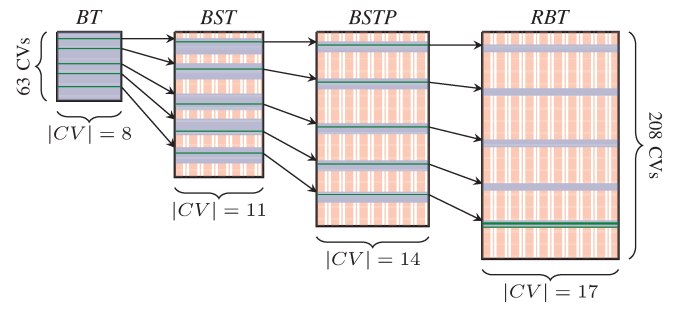 BT
BST
BSTP
RBT
63 CVs
208 CVs
|CV| = 8
|CV| = 11
|CV| = 14
|CV| = 17